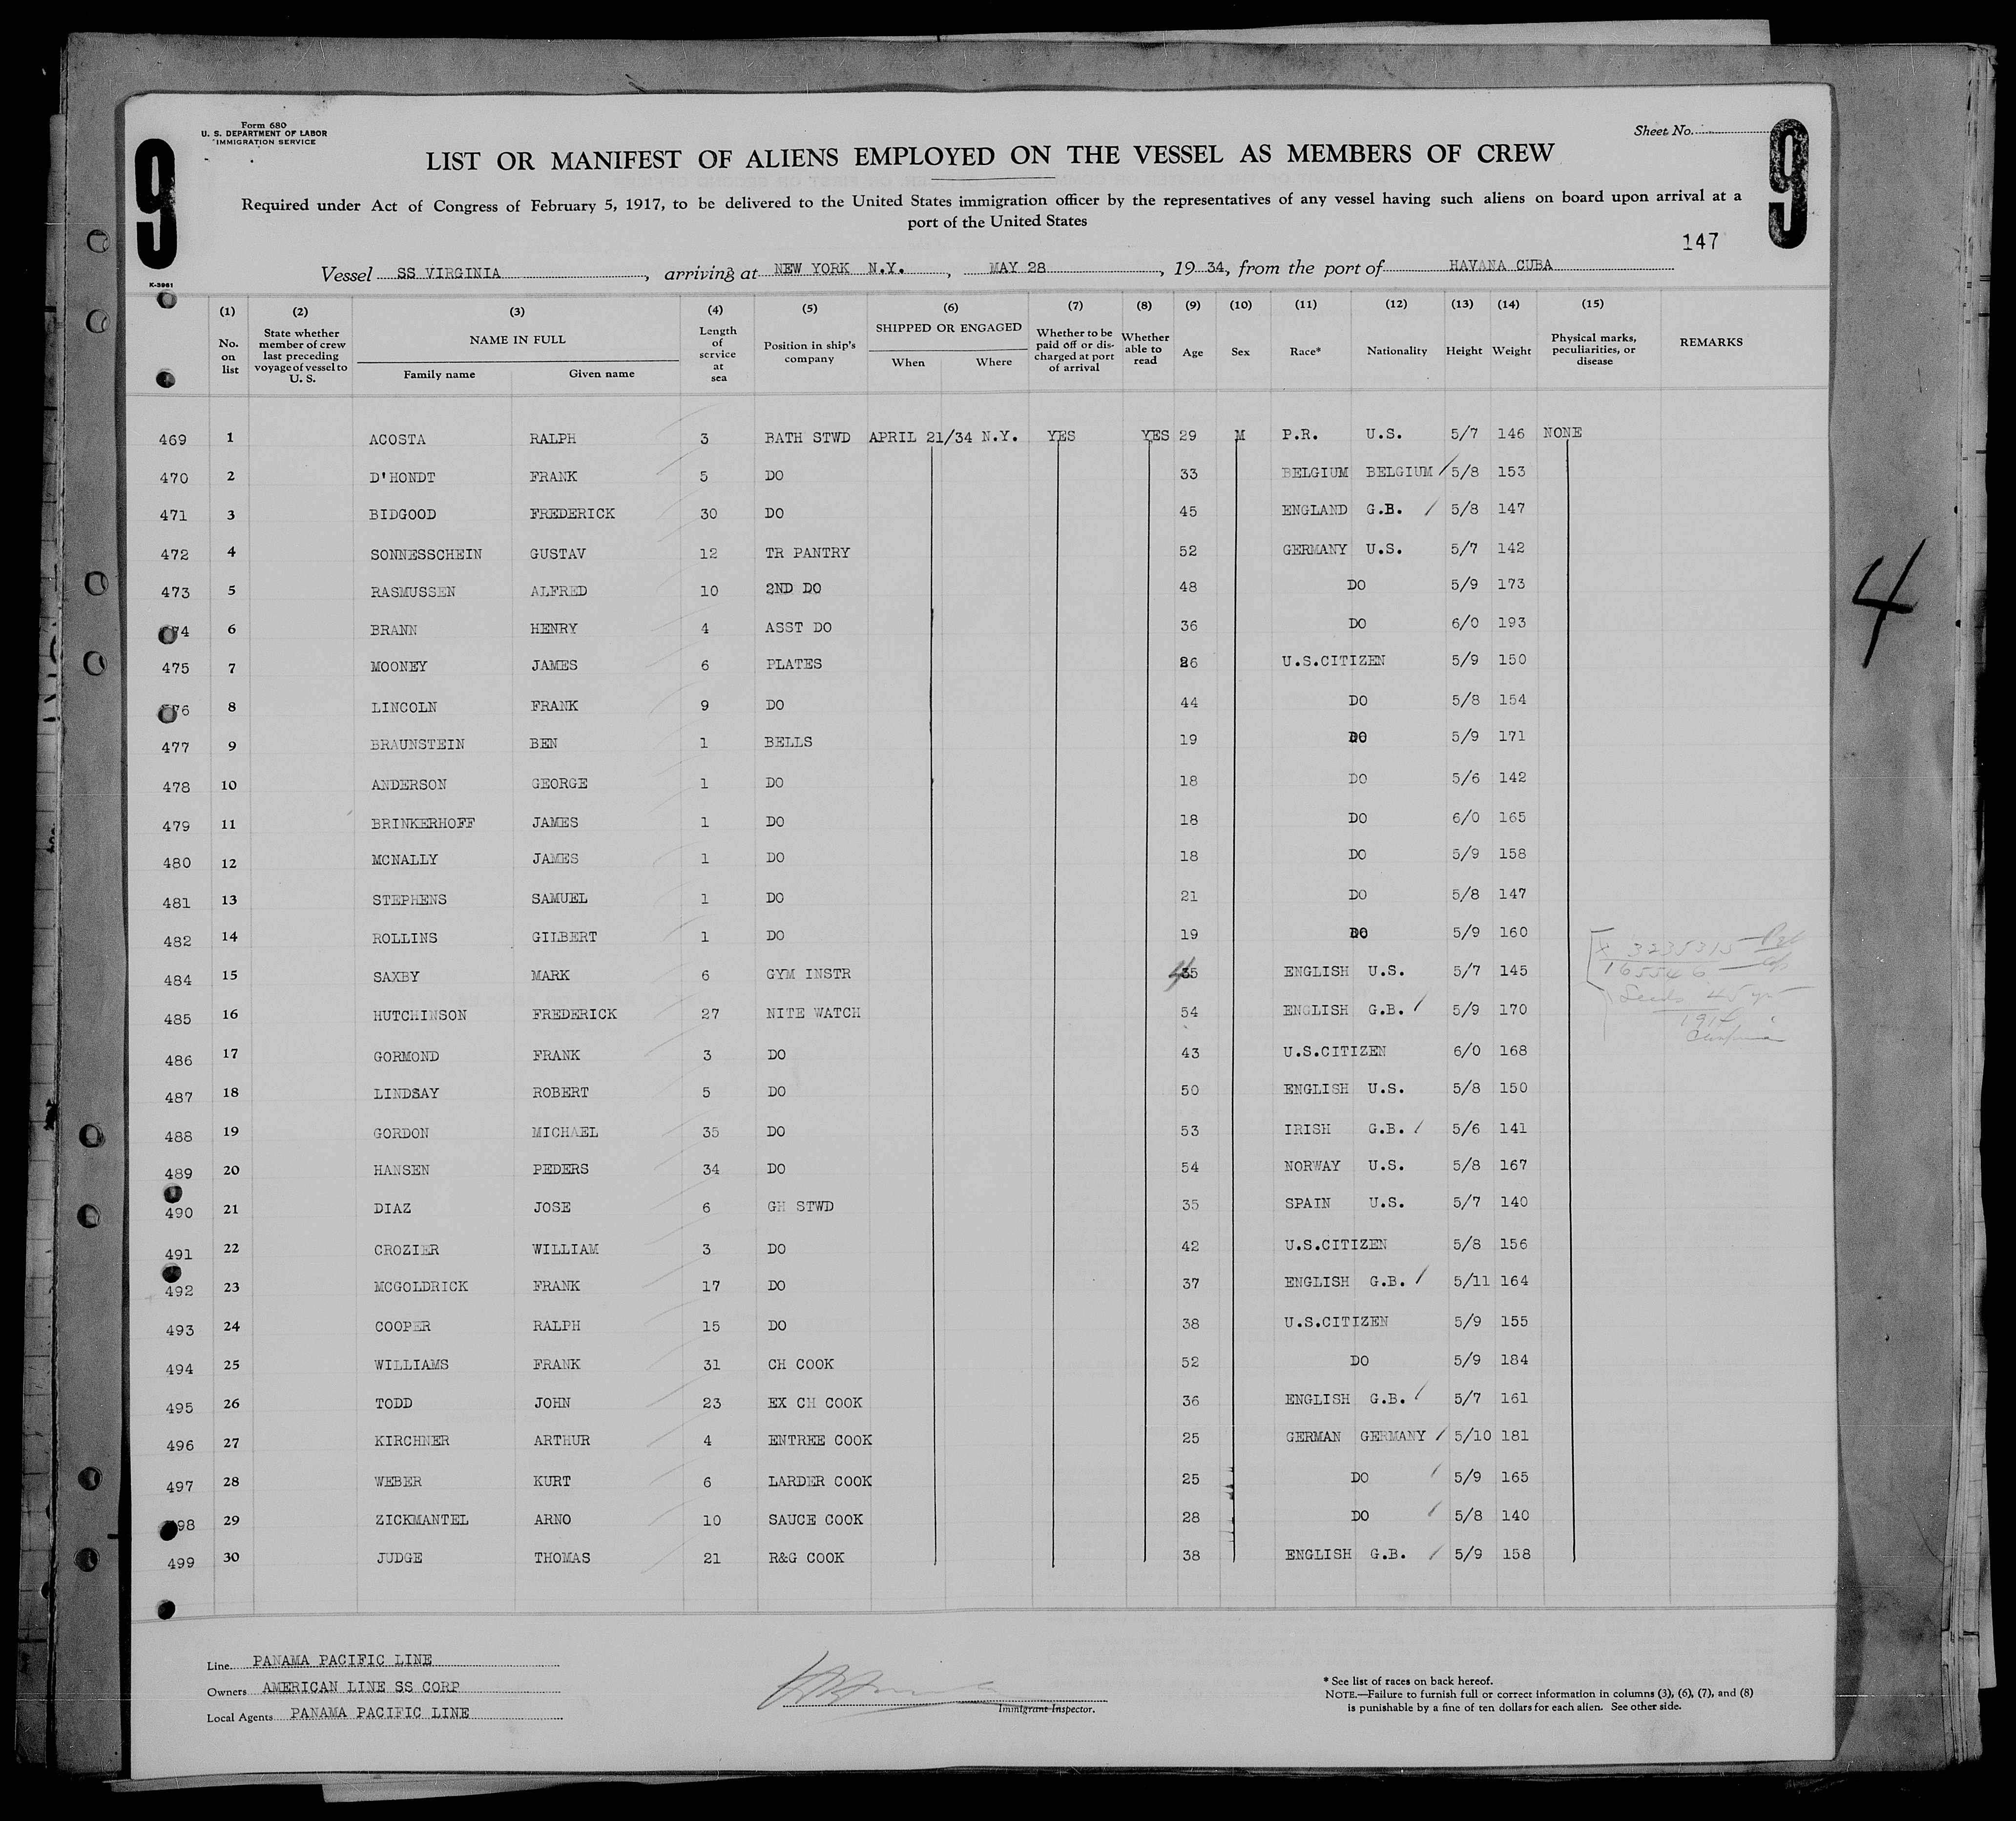 Form 680
U. S. DEPARTMENT OF LABOR
IMMIGRATION SERVICE
Sheet No.
9
9
LIST OR MANIFEST OF ALIENS EMPLOYED ON THE VESSEL AS MEMBERS OF CREW
Required under Act of Congress of February 5, 1917, to be delivered to the United States immigration officer by the representatives of any vessel having such aliens on board upon arrival at a
port of the United States
147
Vessel SS VIRGINIA, arriving at NEW YORK N.Y., MAY 28, 1934, from the port of HAVANA CUBA
K-3961
(1) (2) (3) (4) (5) (6) (7) (8) (9) (10) (11) (12) (13) (14) (15)
No. on list
State whether member of crew last preceding voyage of vessel to U. S.
NAME IN FULL
Family name Given name
Length of service at sea
Position in ship's company
SHIPPED OR ENGAGED
When Where
Whether to be paid off or discharged at port of arrival
Whether able to read
Age Sex Race* Nationality Height Weight
Physical marks, peculiarities, or disease
REMARKS
469 1 ACOSTA RALPH 3 BATH STWD APRIL 21/34 N.Y. YES YES 29 M P.R. U.S. 5/7 146 NONE
470 2 D'HONDT FRANK 5 DO 33 BELGIUM BELGIUM 5/8 153
471 3 BIDGOOD FREDERICK 30 DO 45 ENGLAND G.B. 5/8 147
472 4 SONNESSCHEIN GUSTAV 12 TR PANTRY 52 GERMANY U.S. 5/7 142
473 5 RASMUSSEN ALFRED 10 2ND DO 48 DO 5/9 173
74 6 BRANN HENRY 4 ASST DO 36 DO 6/0 193
475 7 MOONEY JAMES 6 PLATES 26 U.S.CITIZEN 5/9 150
76 8 LINCOLN FRANK 9 DO 44 DO 5/8 154
477 9 BRAUNSTEIN BEN 1 BELLS 19 DO 5/9 171
478 10 ANDERSON GEORGE 1 DO 18 DO 5/6 142
479 11 BRINKERHOFF JAMES 1 DO 18 DO 6/0 165
480 12 MCNALLY JAMES 1 DO 18 DO 5/9 158
481 13 STEPHENS SAMUEL 1 DO 21 DO 5/8 147
482 14 ROLLINS GILBERT 1 DO 19 DO 5/9 160
484 15 SAXBY MARK 6 GYM INSTR 45 ENGLISH U.S. 5/7 145
485 16 HUTCHINSON FREDERICK 27 NITE WATCH 54 ENGLISH G.B. 5/9 170
486 17 GORMOND FRANK 3 DO 43 U.S.CITIZEN 6/0 168
487 18 LINDSAY ROBERT 5 DO 50 ENGLISH U.S. 5/8 150
488 19 GORDON MICHAEL 35 DO 53 IRISH G.B. 5/6 141
489 20 HANSEN PEDERS 34 DO 54 NORWAY U.S. 5/8 167
490 21 DIAZ JOSE 6 GH STWD 35 SPAIN U.S. 5/7 140
491 22 CROZIER WILLIAM 3 DO 42 U.S.CITIZEN 5/8 156
492 23 MCGOLDRICK FRANK 17 DO 37 ENGLISH G.B. 5/11 164
493 24 COOPER RALPH 15 DO 38 U.S.CITIZEN 5/9 155
494 25 WILLIAMS FRANK 31 CH COOK 52 DO 5/9 184
495 26 TODD JOHN 23 EX CH COOK 36 ENGLISH G.B. 5/7 161
496 27 KIRCHNER ARTHUR 4 ENTREE COOK 25 GERMAN GERMANY 5/10 181
497 28 WEBER KURT 6 LARDER COOK 25 DO 5/9 165
98 29 ZICKMANTEL ARNO 10 SAUCE COOK 28 DO 5/8 140
499 30 JUDGE THOMAS 21 R&G COOK 38 ENGLISH G.B. 5/9 158
X 3235315
165546
Leeds 45 yr
4
Line PANAMA PACIFIC LINE
Owners AMERICAN LINE SS CORP
Local Agents PANAMA PACIFIC LINE
Immigrant Inspector.
* See list of races on back hereof.
NOTE.—Failure to furnish full or correct information in columns (3), (6), (7), and (8)
is punishable by a fine of ten dollars for each alien. See other side.